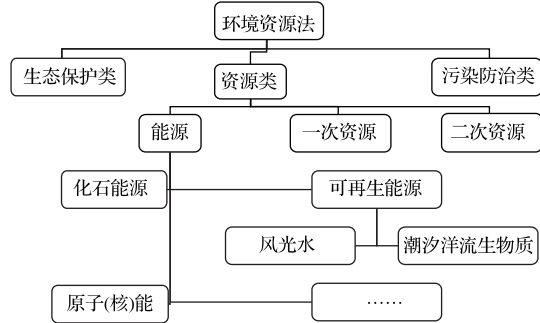 环境资源法
生态保护类
资源类
污染防治类
能源
一次资源
二次资源
化石能源
可再生能源
风光水
潮汐洋流生物质
原子(核)能
……